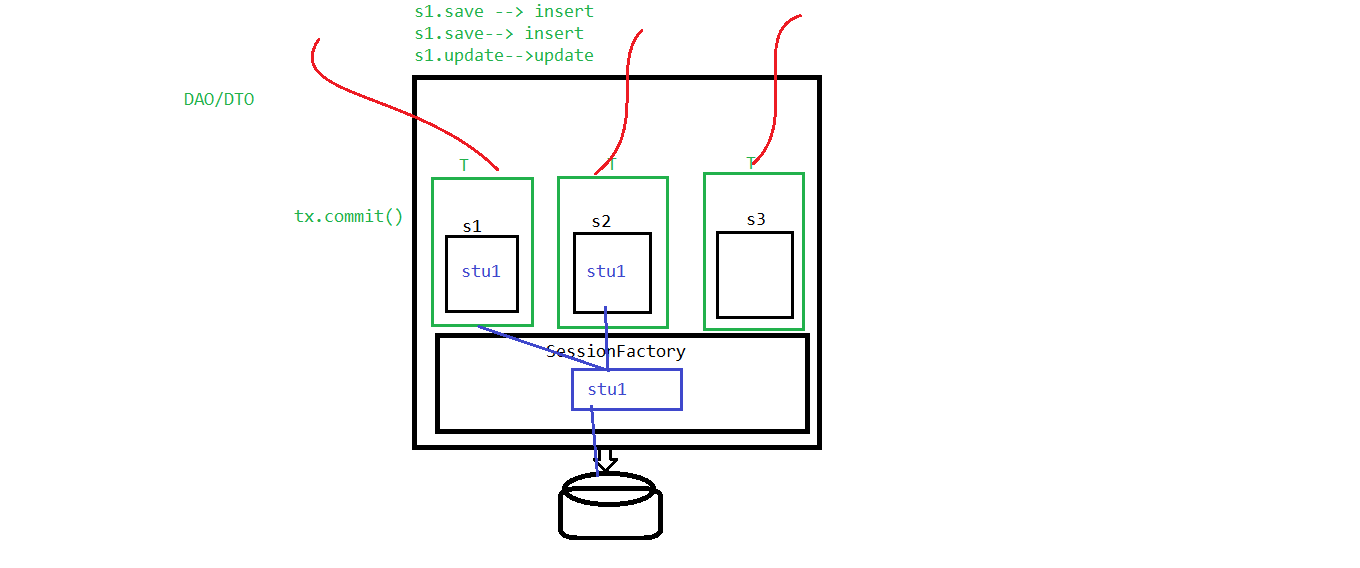 s1.save --> insert
s1.save--> insert
s1.update-->update
DAO/DTO
T
T
T
tx.commit()
s1
s2
s3
stu1
stu1
SessionFactory
stu1